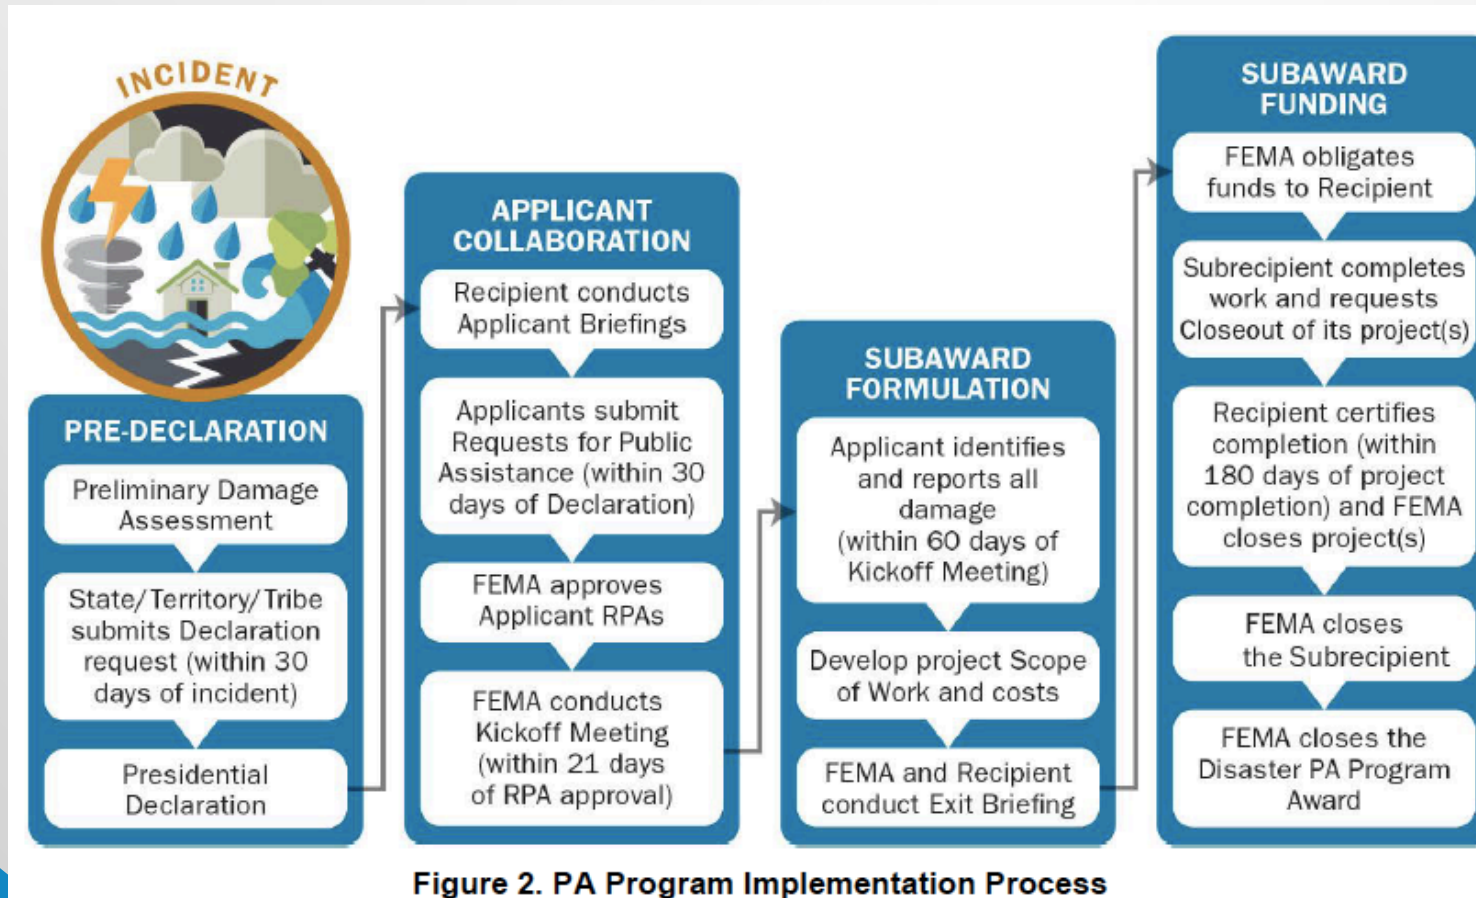 INCIDENT
PRE-DECLARATION
Preliminary Damage
Assessment
State/Territory/Tribe
submits Declaration
request (within 30
days of incident)
Presidential
Declaration
APPLICANT
COLLABORATION
Recipient conducts
Applicant Briefings
Applicants submit
Requests for Public
Assistance (within 30
days of Declaration)
FEMA approves
Applicant RPAs
FEMA conducts
Kickoff Meeting
(within 21 days
of RPA approval)
SUBAWARD
FORMULATION
Applicant identifies
and reports all
damage
(within 60 days of
Kickoff Meeting)
Develop project Scope
of Work and costs
FEMA and Recipient
conduct Exit Briefing
SUBAWARD
FUNDING
FEMA obligates
funds to Recipient
Subrecipient completes
work and requests
Closeout of its project(s)
Recipient certifies
completion (within
180 days of project
completion) and FEMA
closes project(s)
FEMA closes
the Subrecipient
FEMA closes the
Disaster PA Program
Award
Figure 2. PA Program Implementation Process